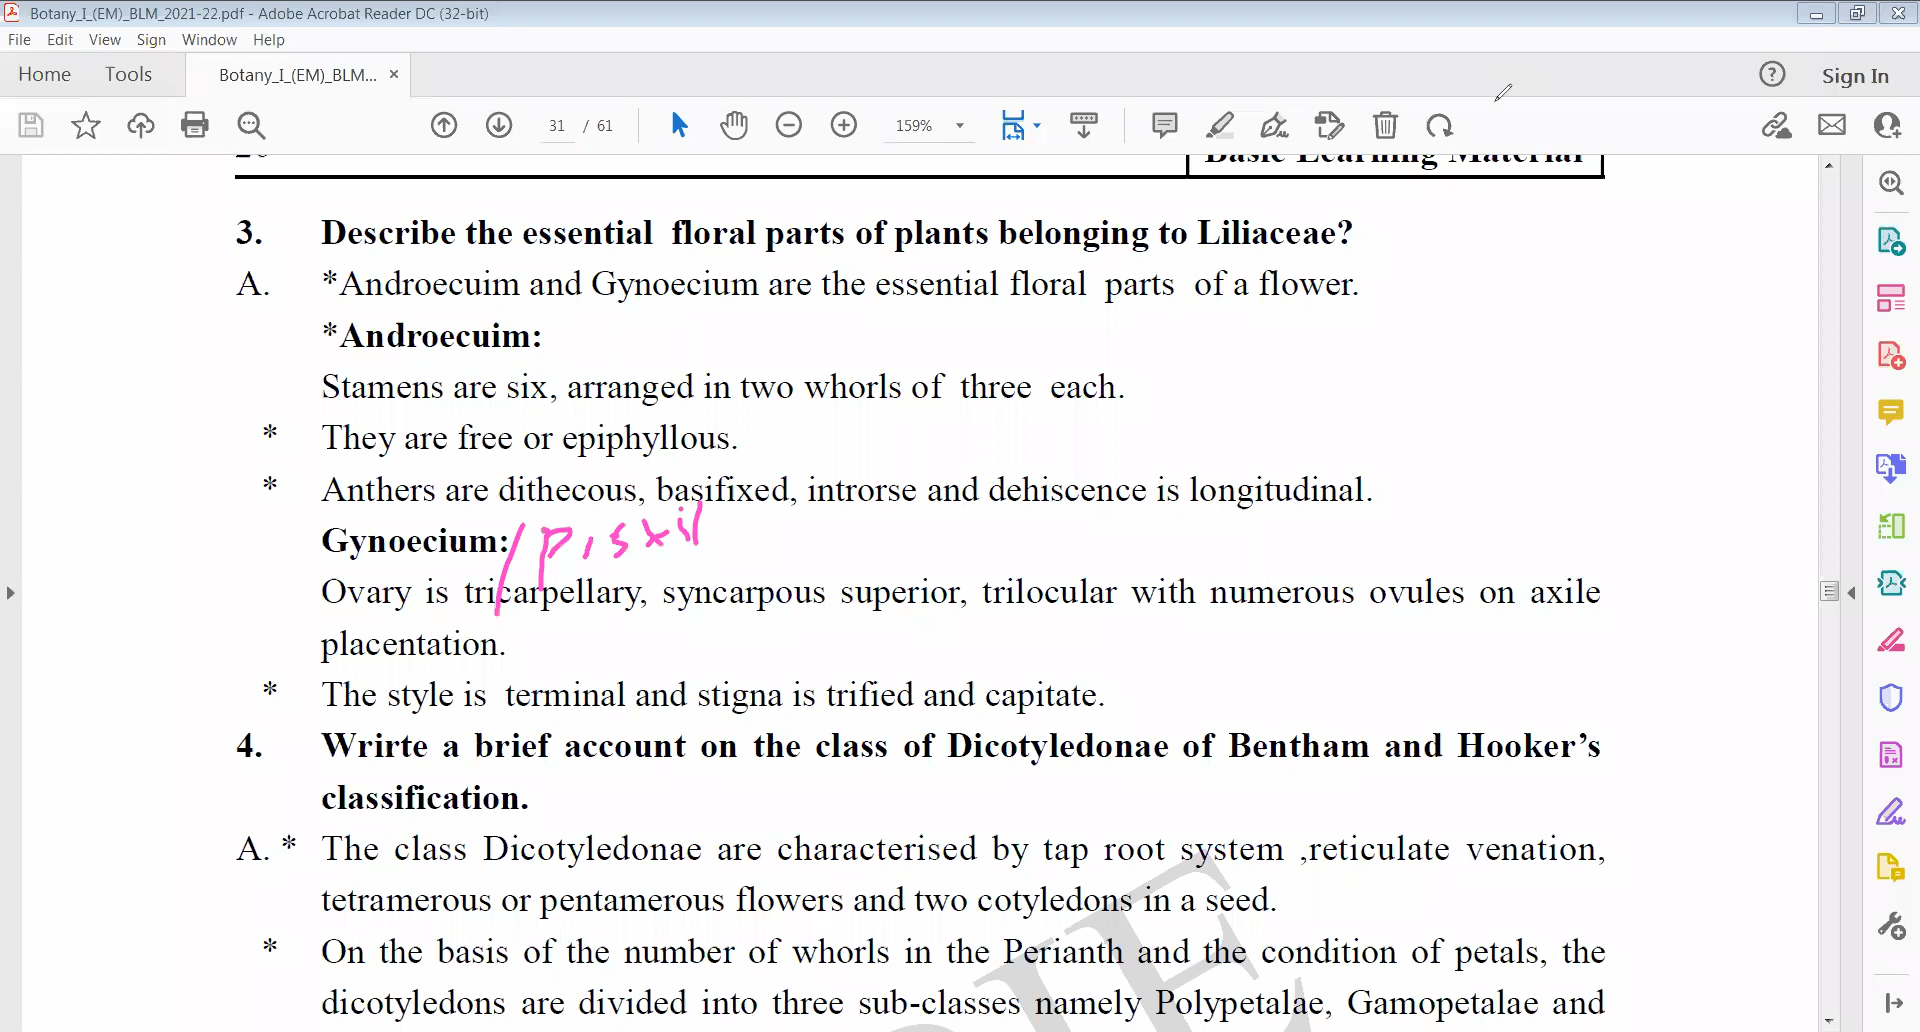 Botany_I_(EM)_BLM_2021-22.pdf - Adobe Acrobat Reader DC (32-bit)
File Edit View Sign Window Help
Home Tools Botany_I_(EM)_BLM... × Sign In
31 / 61 159%
Basic Learning Material
3. Describe the essential floral parts of plants belonging to Liliaceae?
A. *Androecuim and Gynoecium are the essential floral parts of a flower.
*Androecuim:
Stamens are six, arranged in two whorls of three each.
* They are free or epiphyllous.
* Anthers are dithecous, basifixed, introrse and dehiscence is longitudinal.
Gynoecium: / Pistil
Ovary is tricarpellary, syncarpous superior, trilocular with numerous ovules on axile
placentation.
* The style is terminal and stigna is trified and capitate.
4. Wrirte a brief account on the class of Dicotyledonae of Bentham and Hooker’s
classification.
A. * The class Dicotyledonae are characterised by tap root system ,reticulate venation,
tetramerous or pentamerous flowers and two cotyledons in a seed.
* On the basis of the number of whorls in the Perianth and the condition of petals, the
dicotyledons are divided into three sub-classes namely Polypetalae, Gamopetalae and